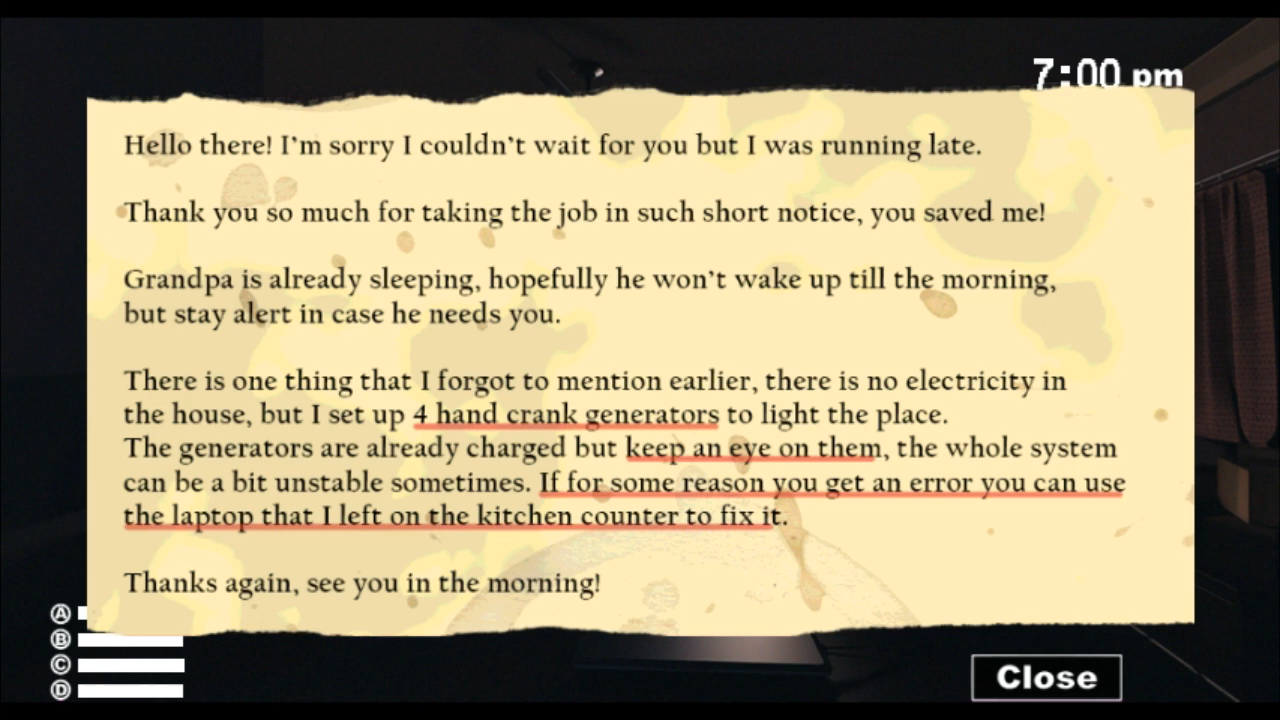 7:00 pm
Hello there! I'm sorry I couldn't wait for you but I was running late.
Thank you so much for taking the job in such short notice, you saved me!
Grandpa is already sleeping, hopefully he won't wake up till the morning,
but stay alert in case he needs you.
There is one thing that I forgot to mention earlier, there is no electricity in
the house, but I set up 4 hand crank generators to light the place.
The generators are already charged but keep an eye on them, the whole system
can be a bit unstable sometimes. If for some reason you get an error you can use
the laptop that I left on the kitchen counter to fix it.
Thanks again, see you in the morning!
A
B
C
D
Close